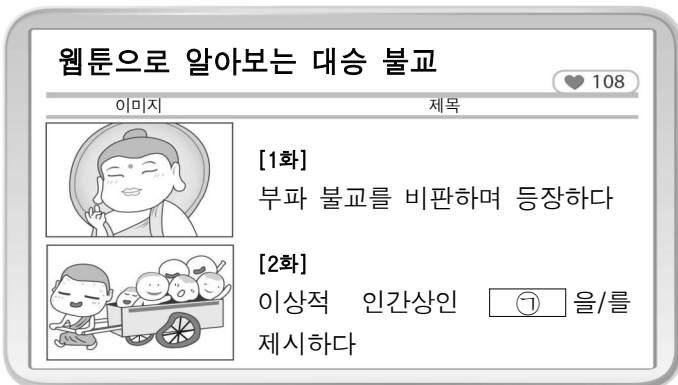 웹툰으로 알아보는 대승 불교
108
이미지 제목
[1화]
부파 불교를 비판하며 등장하다
[2화]
이상적 인간상인 ㉠ 을/를
제시하다